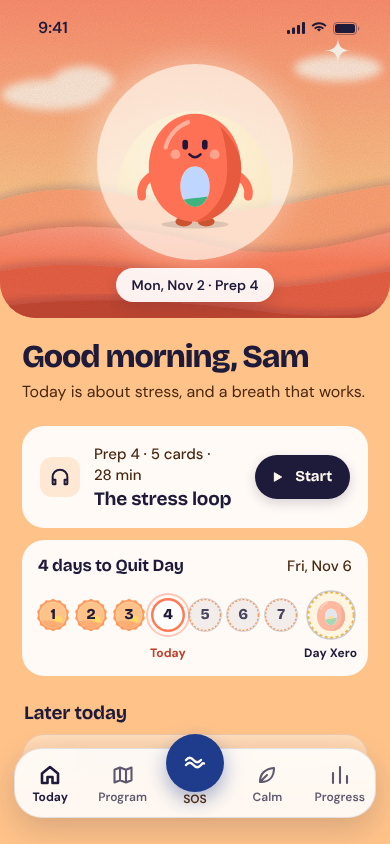 9:41
Mon, Nov 2 · Prep 4
Good morning, Sam
Today is about stress, and a breath that works.
Prep 4 · 5 cards ·
28 min
The stress loop
Start
4 days to Quit Day
Fri, Nov 6
1 2 3 4 5 6 7
Today
Day Xero
Later today
Today
Program
SOS
Calm
Progress